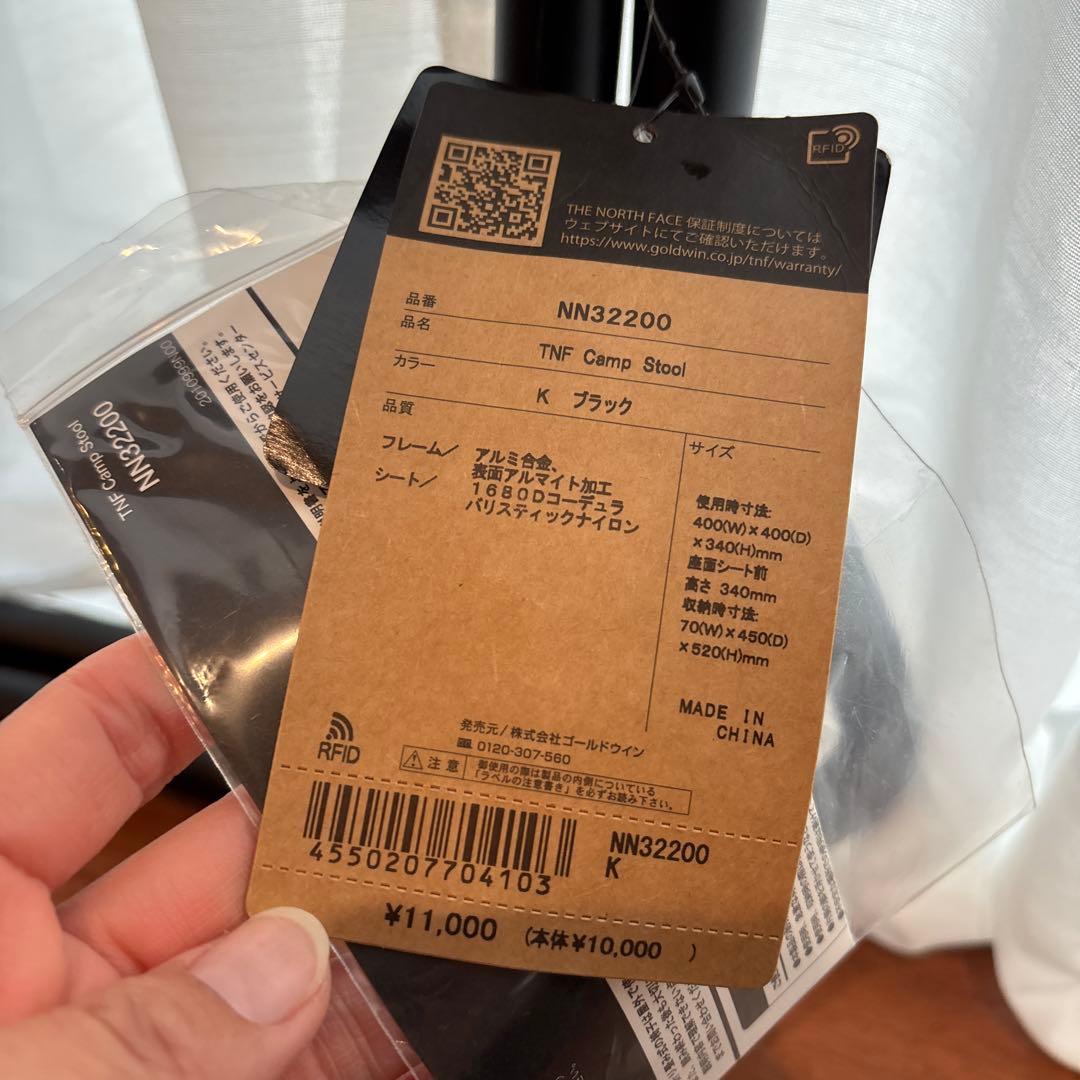 RFID
THE NORTH FACE 保証制度については
ウェブサイトにてご確認いただけます。
https://www.goldwin.co.jp/tnf/warranty/
品番 NN32200
品名 TNF Camp Stool
カラー K ブラック
品質
フレーム/ アルミ合金、
表面アルマイト加工
シート/ 1680Dコーデュラ
バリスティックナイロン
サイズ
使用時寸法:
400(W)×400(D)
×340(H)mm
座面シート前
高さ 340mm
収納時寸法:
70(W)×450(D)
×520(H)mm
MADE IN
CHINA
RFID
発売元/株式会社ゴールドウイン
0120-307-560
注意 御使用の際は製品の内側についている
「ラベルの注意書き」を必ずお読み下さい。
4550207704103
NN32200
K
¥11,000 (本体¥10,000 )
TNF Camp Stool
NN32200
2010999N00